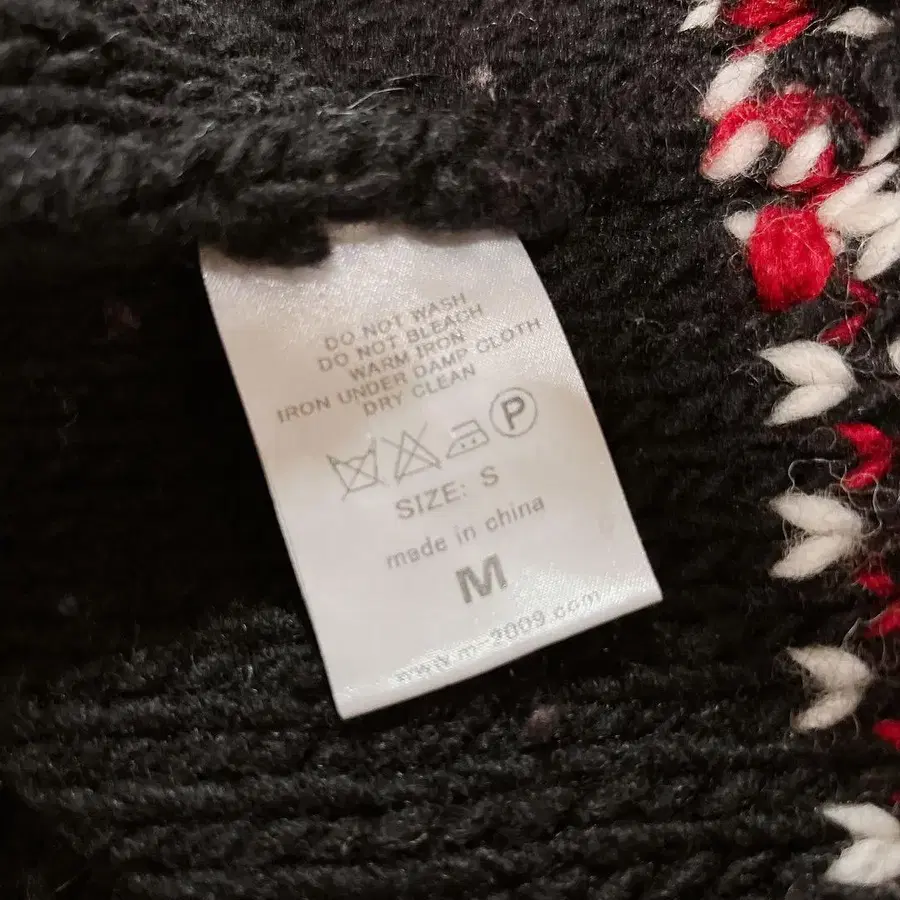 DO NOT WASH
DO NOT BLEACH
WARM IRON
IRON UNDER DAMP CLOTH
DRY CLEAN
P
SIZE: S
made in china
M
www.m-2009.com